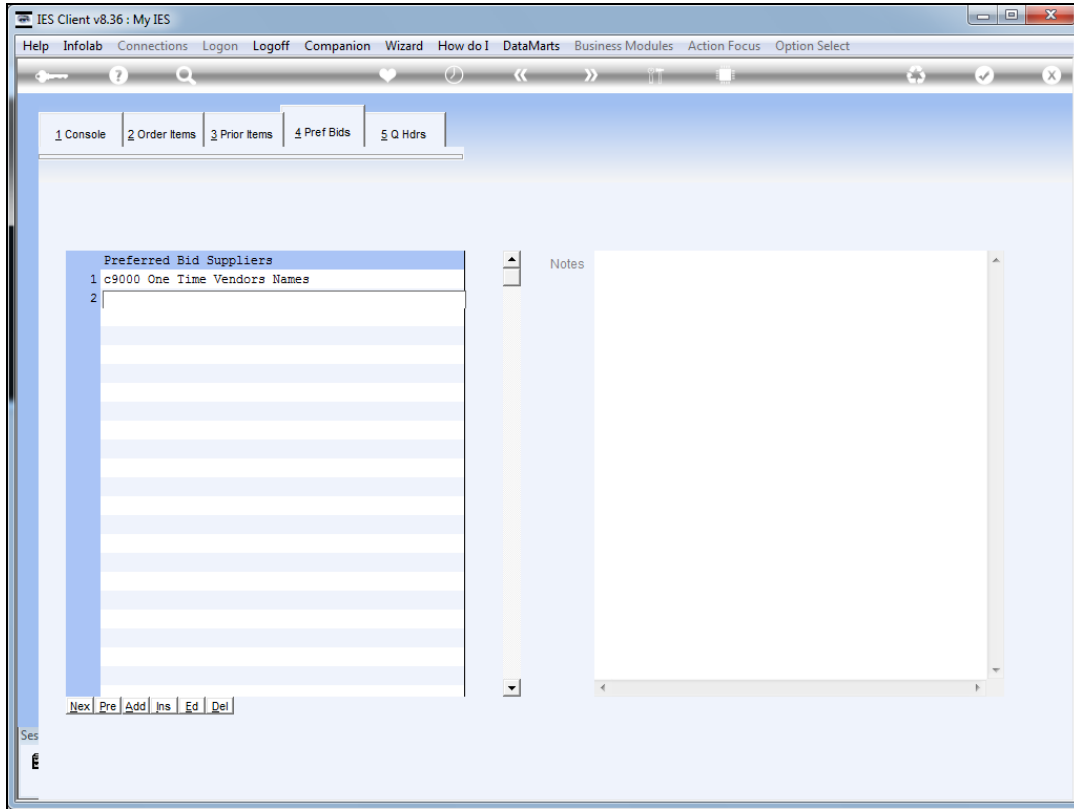 IES Client v8.36 : My IES
Help Infolab Connections Logon Logoff Companion Wizard How do I DataMarts Business Modules Action Focus Option Select
1 Console 2 Order Items 3 Prior Items 4 Pref Bids 5 Q Hdrs
Preferred Bid Suppliers
Notes
1 c9000 One Time Vendors Names
2
Nex Pre Add Ins Ed Del
Ses